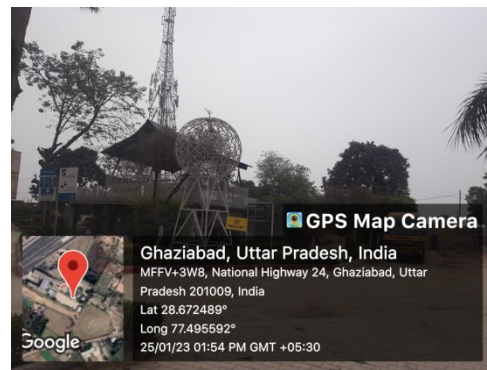 GPS Map Camera
Ghaziabad, Uttar Pradesh, India
MFFV+3W8, National Highway 24, Ghaziabad, Uttar
Pradesh 201009, India
Lat 28.672489°
Long 77.495592°
25/01/23 01:54 PM GMT +05:30
Google